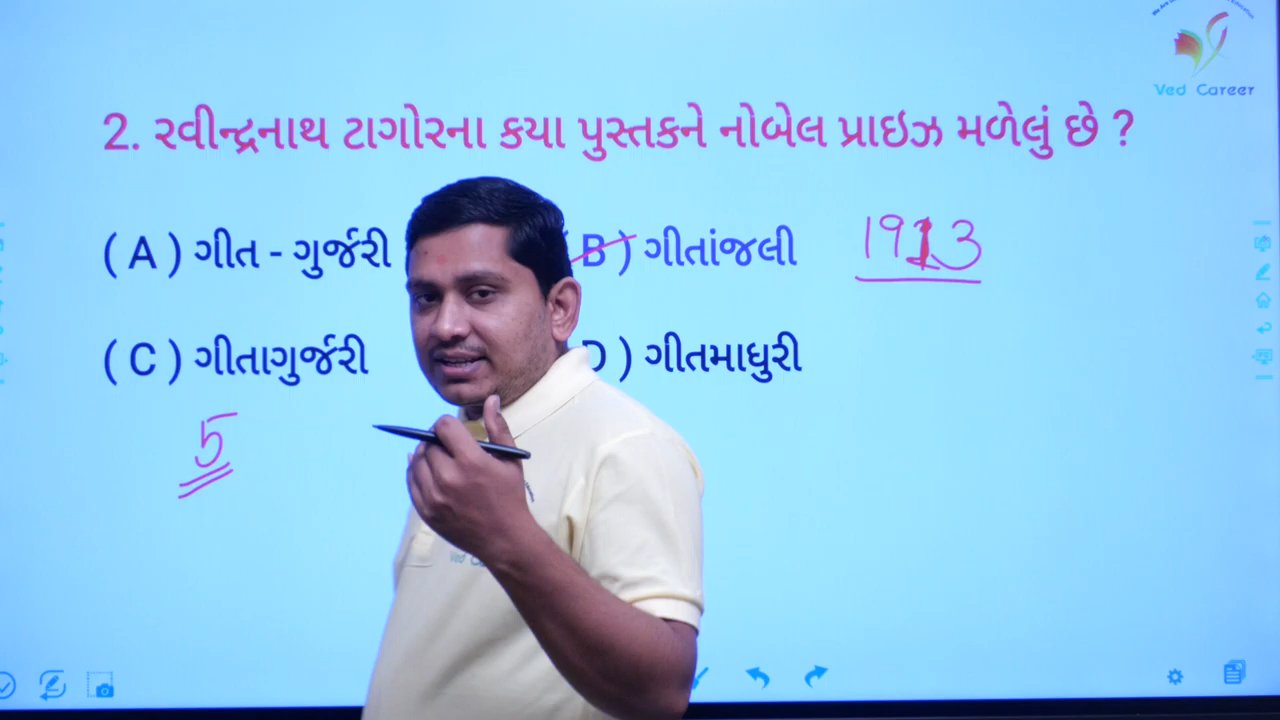 Ved Career
2. રવીન્દ્રનાથ ટાગોરના કયા પુસ્તકને નોબેલ પ્રાઇઝ મળેલું છે ?
( A ) ગીત - ગુર્જરી
B ) ગીતાંજલી
1913
( C ) ગીતાગુર્જરી
D ) ગીતમાધુરી
5